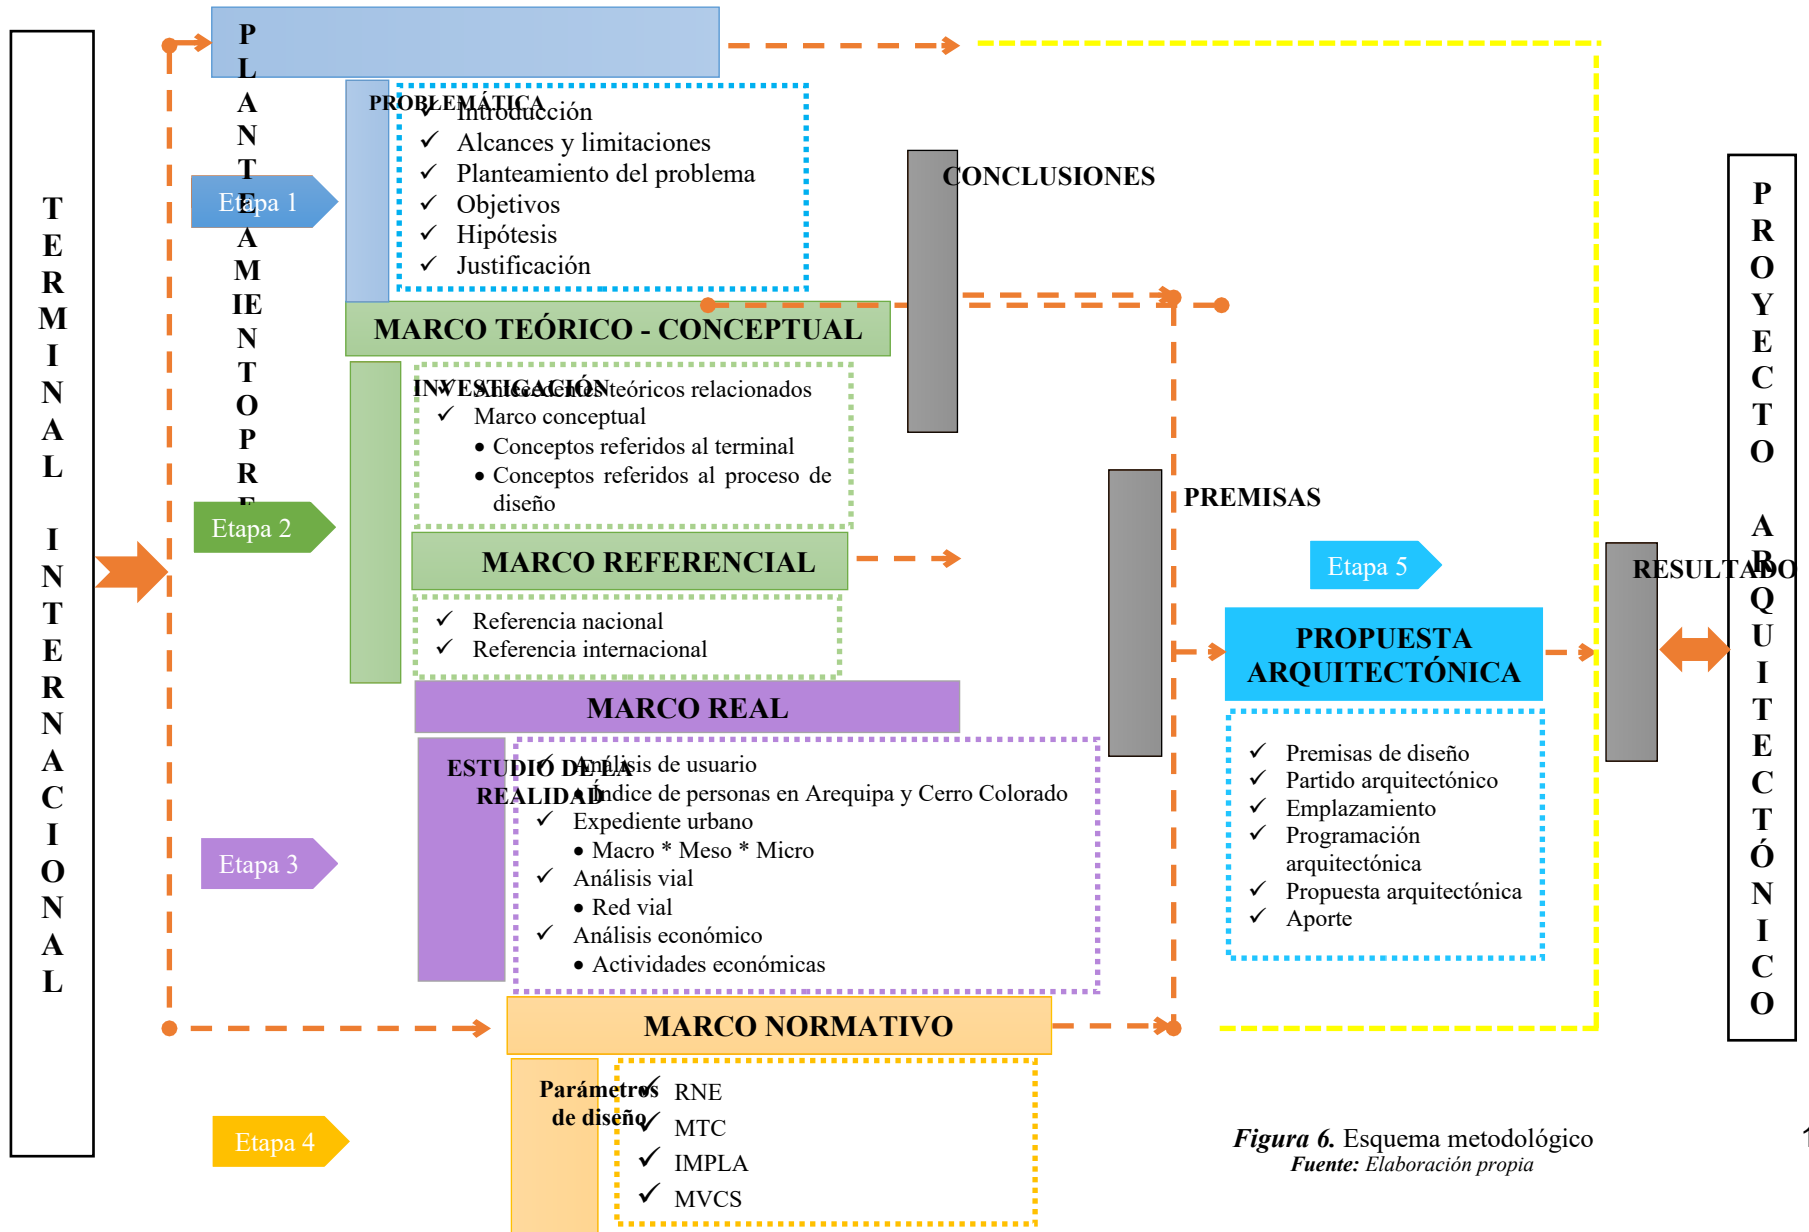 TERMINAL INTERNACIONAL
PLANTEAMIENTOPRE
Etapa 1
PROBLEMÁTICA
✓ Introducción
✓ Alcances y limitaciones
✓ Planteamiento del problema
✓ Objetivos
✓ Hipótesis
✓ Justificación
CONCLUSIONES
MARCO TEÓRICO - CONCEPTUAL
Etapa 2
INVESTIGACIÓN
✓ Antecedentes teóricos relacionados
✓ Marco conceptual
• Conceptos referidos al terminal
• Conceptos referidos al proceso de
diseño
MARCO REFERENCIAL
✓ Referencia nacional
✓ Referencia internacional
PREMISAS
MARCO REAL
Etapa 3
ESTUDIO DE LA
REALIDAD
✓ Análisis de usuario
• Índice de personas en Arequipa y Cerro Colorado
✓ Expediente urbano
• Macro * Meso * Micro
✓ Análisis vial
• Red vial
✓ Análisis económico
• Actividades económicas
MARCO NORMATIVO
Etapa 4
Parámetros
de diseño
✓ RNE
✓ MTC
✓ IMPLA
✓ MVCS
Etapa 5
PROPUESTA
ARQUITECTÓNICA
✓ Premisas de diseño
✓ Partido arquitectónico
✓ Emplazamiento
✓ Programación
arquitectónica
✓ Propuesta arquitectónica
✓ Aporte
RESULTADO
PROYECTO ARQUITECTÓNICO
Figura 6. Esquema metodológico
Fuente: Elaboración propia